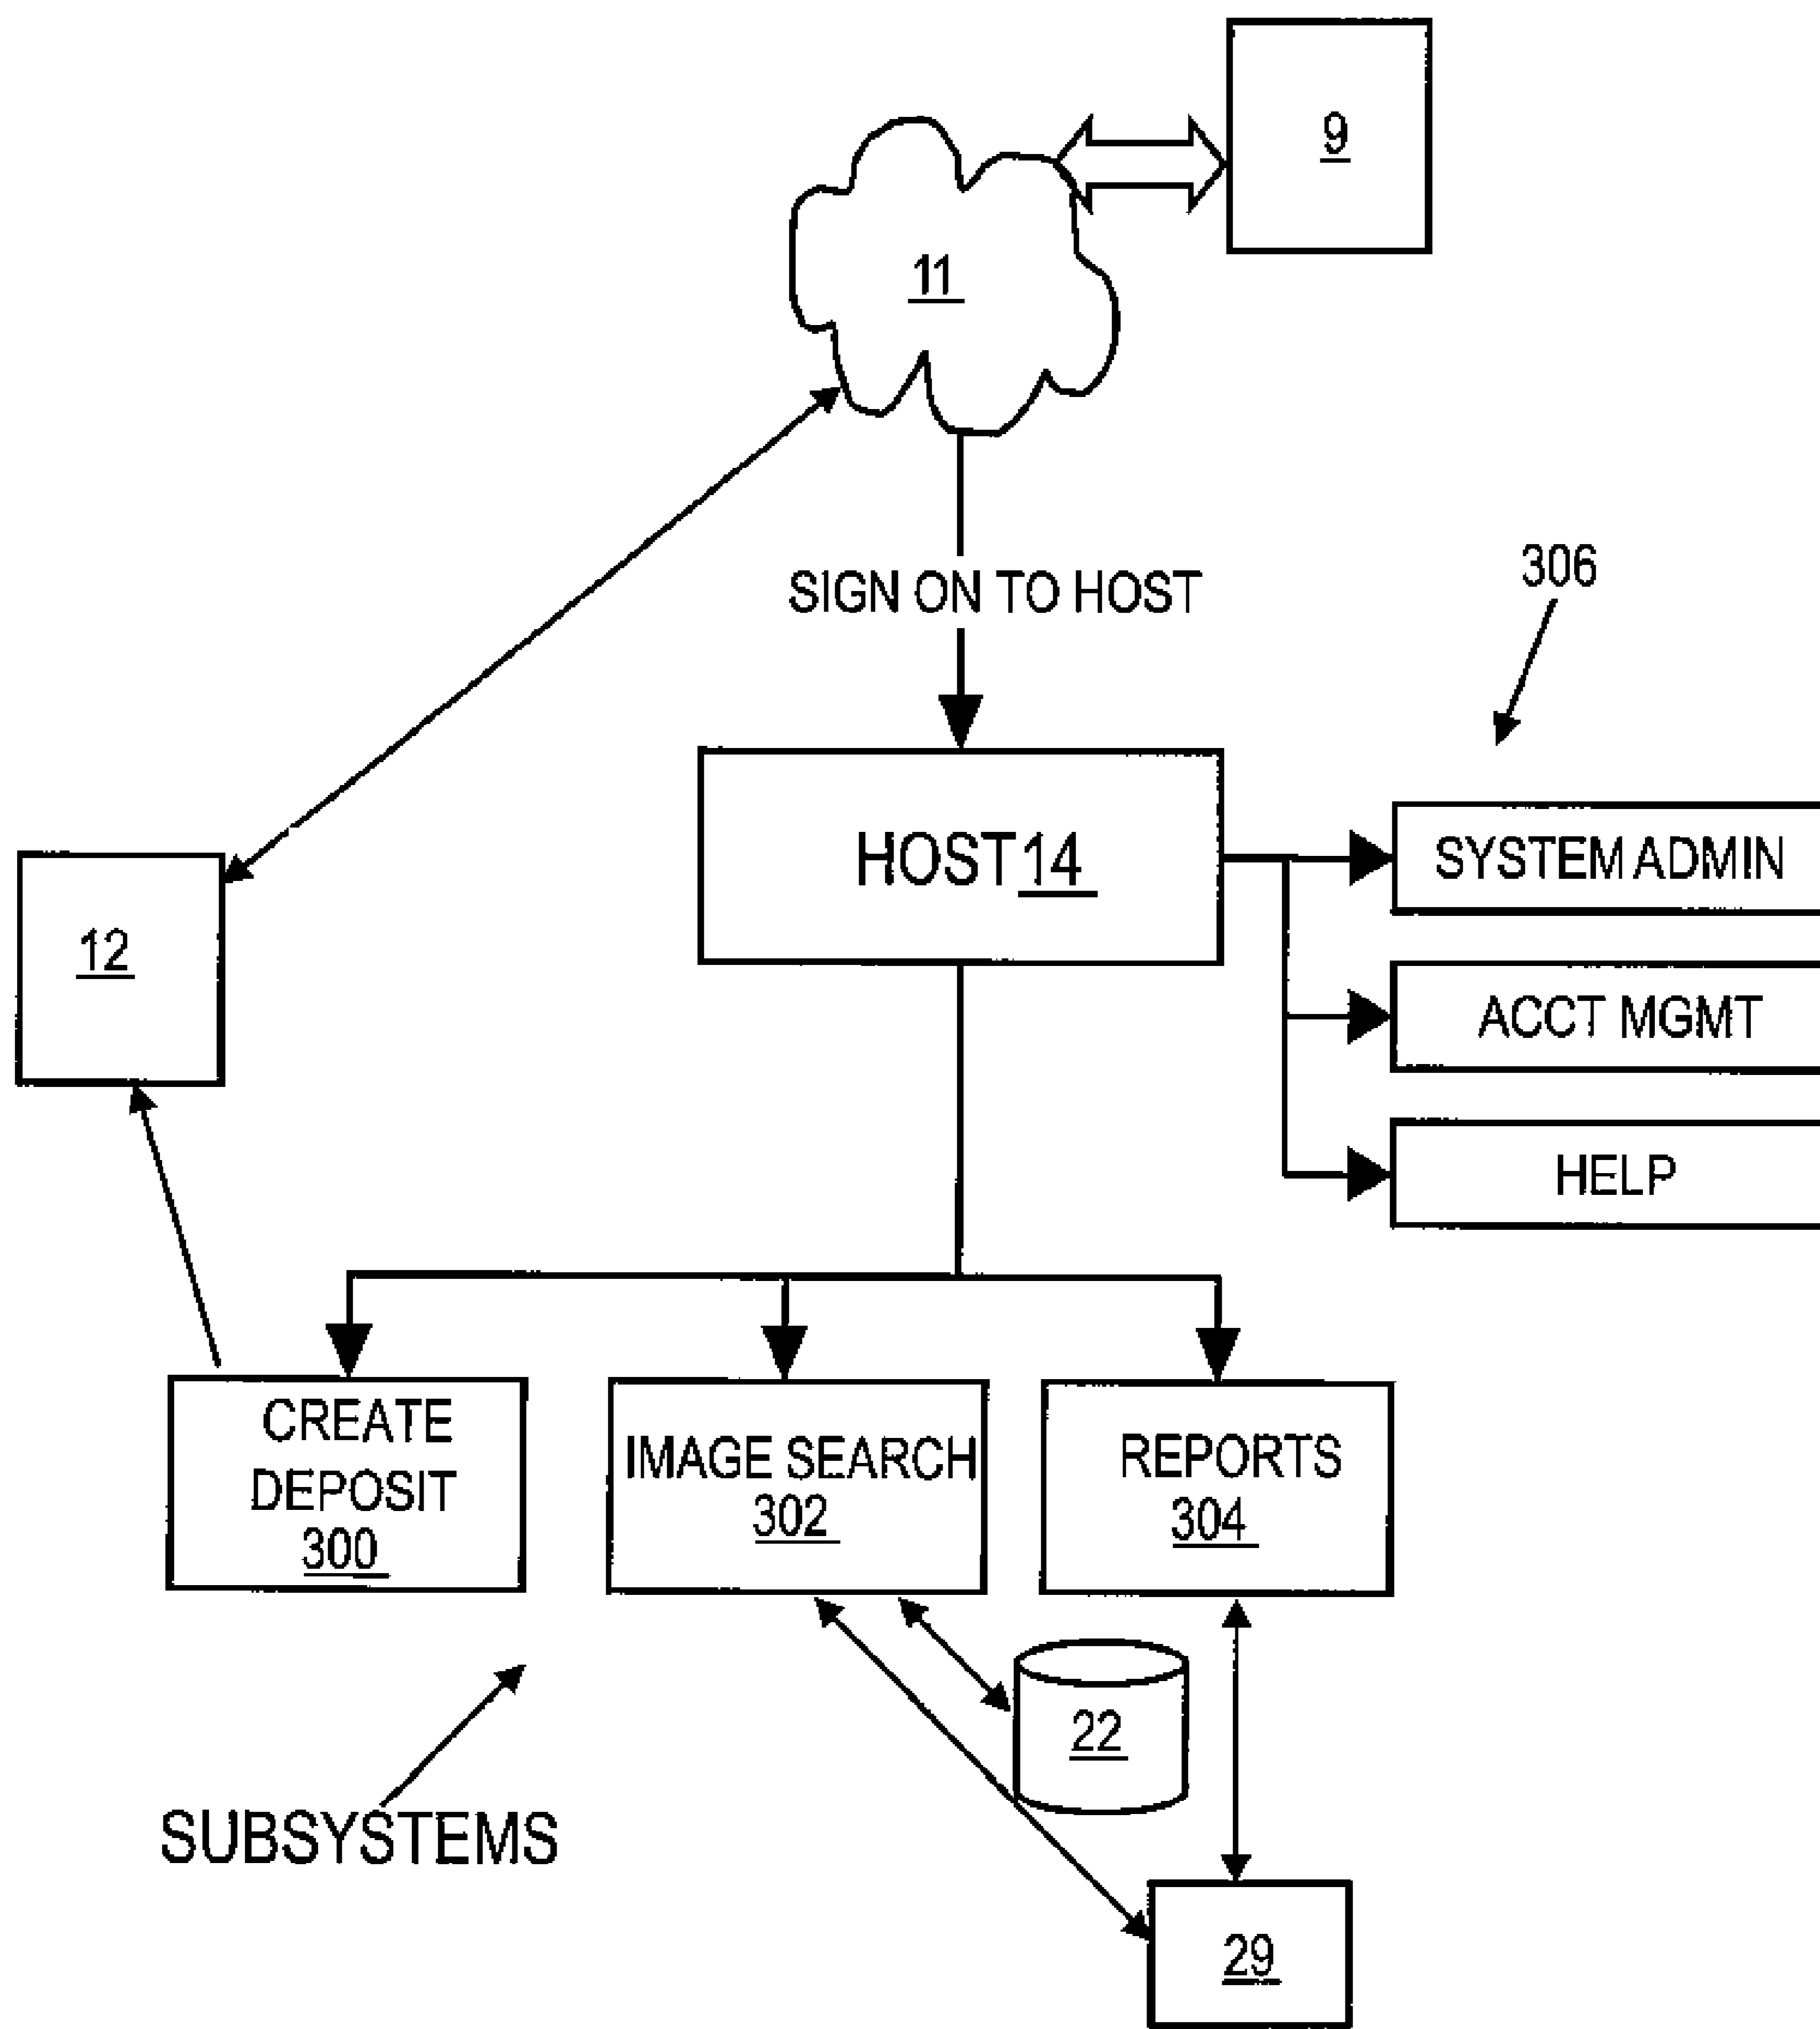 9
11
SIGN ON TO HOST
306
HOST 14
SYSTEM ADMIN
12
ACCT MGMT
HELP
CREATE
DEPOSIT
300
IMAGE SEARCH
302
REPORTS
304
22
SUBSYSTEMS
29